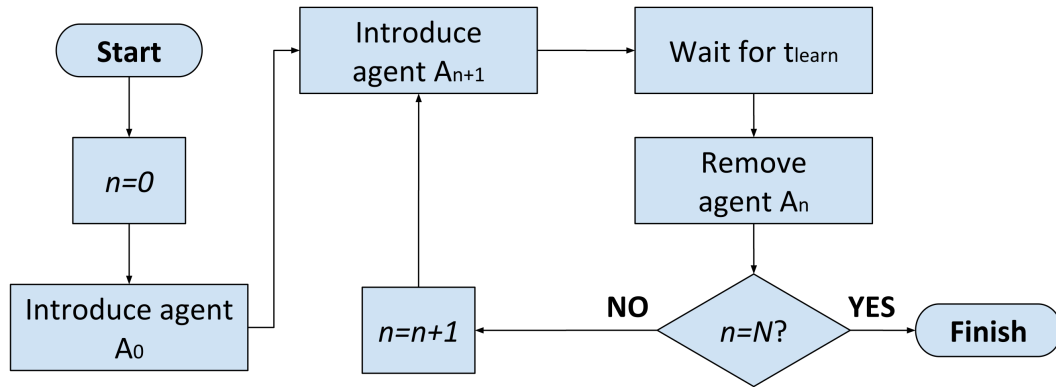 Start
n=0
Introduce agent
A0
Introduce
agent An+1
Wait for tlearn
Remove
agent An
n=N?
NO
n=n+1
YES
Finish